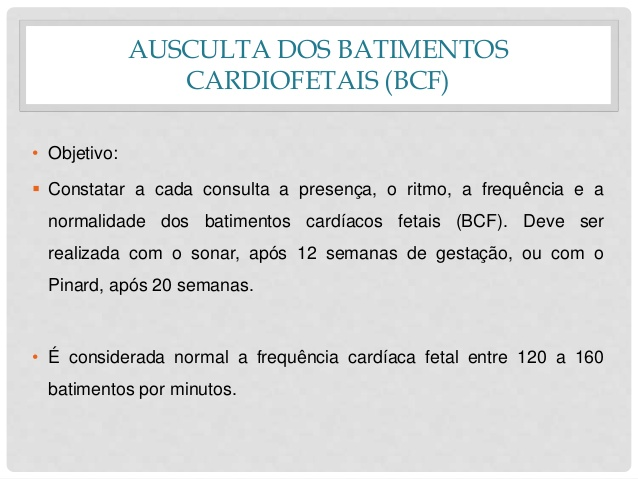 AUSCULTA DOS BATIMENTOS
CARDIOFETAIS (BCF)
• Objetivo:
▪ Constatar a cada consulta a presença, o ritmo, a frequência e a
normalidade dos batimentos cardíacos fetais (BCF). Deve ser
realizada com o sonar, após 12 semanas de gestação, ou com o
Pinard, após 20 semanas.
• É considerada normal a frequência cardíaca fetal entre 120 a 160
batimentos por minutos.